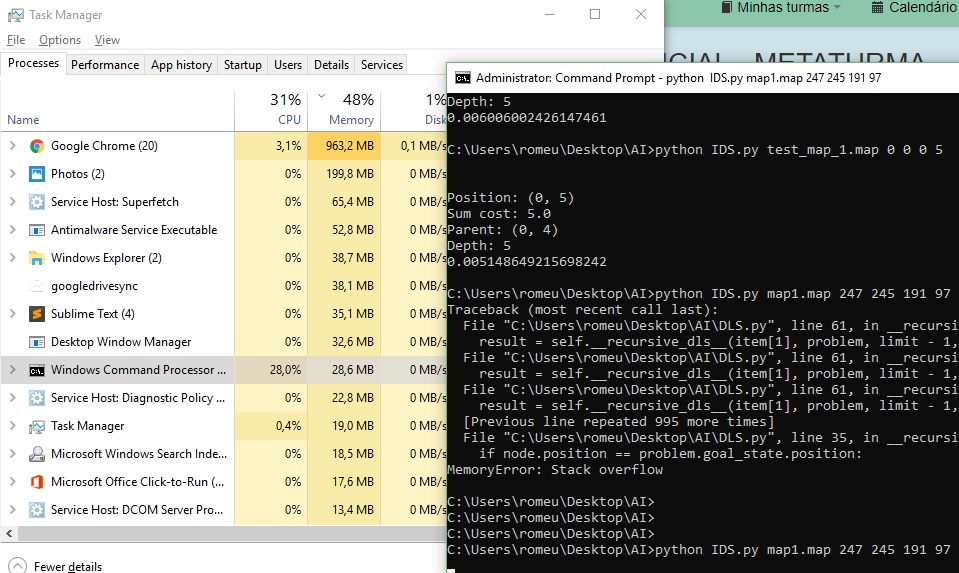 Task Manager
File Options View
Processes Performance App history Startup Users Details Services
31% 48% 1%
Name CPU Memory Disk
Google Chrome (20) 3,1% 963,2 MB 0,1 MB/s
Photos (2) 0% 199,8 MB 0 MB/s
Service Host: Superfetch 0% 65,4 MB 0 MB/s
Antimalware Service Executable 0% 52,8 MB 0 MB/s
Windows Explorer (2) 0% 38,7 MB 0 MB/s
googledrivesync 0% 38,1 MB 0 MB/s
Sublime Text (4) 0% 35,1 MB 0 MB/s
Desktop Window Manager 0% 32,6 MB 0 MB/s
Windows Command Processor ... 28,0% 28,6 MB 0 MB/s
Service Host: Diagnostic Policy ... 0% 22,8 MB 0 MB/s
Task Manager 0,4% 19,0 MB 0 MB/s
Microsoft Windows Search Inde... 0% 18,5 MB 0 MB/s
Microsoft Office Click-to-Run (... 0% 17,6 MB 0 MB/s
Service Host: DCOM Server Pro... 0% 13,4 MB 0 MB/s
Fewer details
Minhas turmas Calendário
METATURMA
Administrator: Command Prompt - python IDS.py map1.map 247 245 191 97
Depth: 5
0.006006002426147461
C:\Users\romeu\Desktop\AI>python IDS.py test_map_1.map 0 0 0 5
Position: (0, 5)
Sum cost: 5.0
Parent: (0, 4)
Depth: 5
0.005148649215698242
C:\Users\romeu\Desktop\AI>python IDS.py map1.map 247 245 191 97
Traceback (most recent call last):
File "C:\Users\romeu\Desktop\AI\DLS.py", line 61, in __recursi
result = self.__recursive_dls__(item[1], problem, limit - 1,
File "C:\Users\romeu\Desktop\AI\DLS.py", line 61, in __recursi
result = self.__recursive_dls__(item[1], problem, limit - 1,
File "C:\Users\romeu\Desktop\AI\DLS.py", line 61, in __recursi
result = self.__recursive_dls__(item[1], problem, limit - 1,
[Previous line repeated 995 more times]
File "C:\Users\romeu\Desktop\AI\DLS.py", line 35, in __recursi
if node.position == problem.goal_state.position:
MemoryError: Stack overflow
C:\Users\romeu\Desktop\AI>
C:\Users\romeu\Desktop\AI>
C:\Users\romeu\Desktop\AI>
C:\Users\romeu\Desktop\AI>python IDS.py map1.map 247 245 191 97